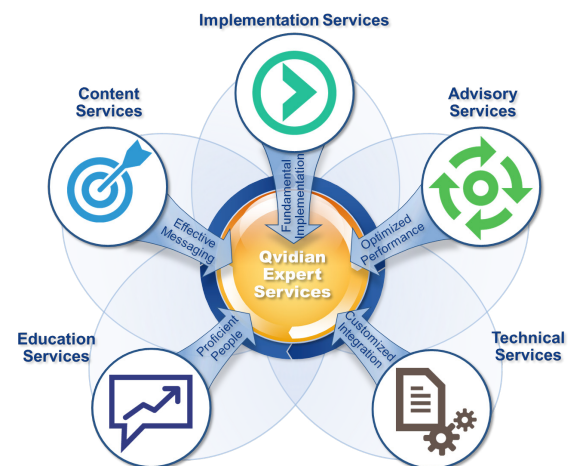 Implementation Services
Content
Services
Advisory
Services
Fundamental
Implementation
Effective
Messaging
Optimized
Performance
Qvidian
Expert
Services
Education
Services
Proficient
People
Customized
Integration
Technical
Services